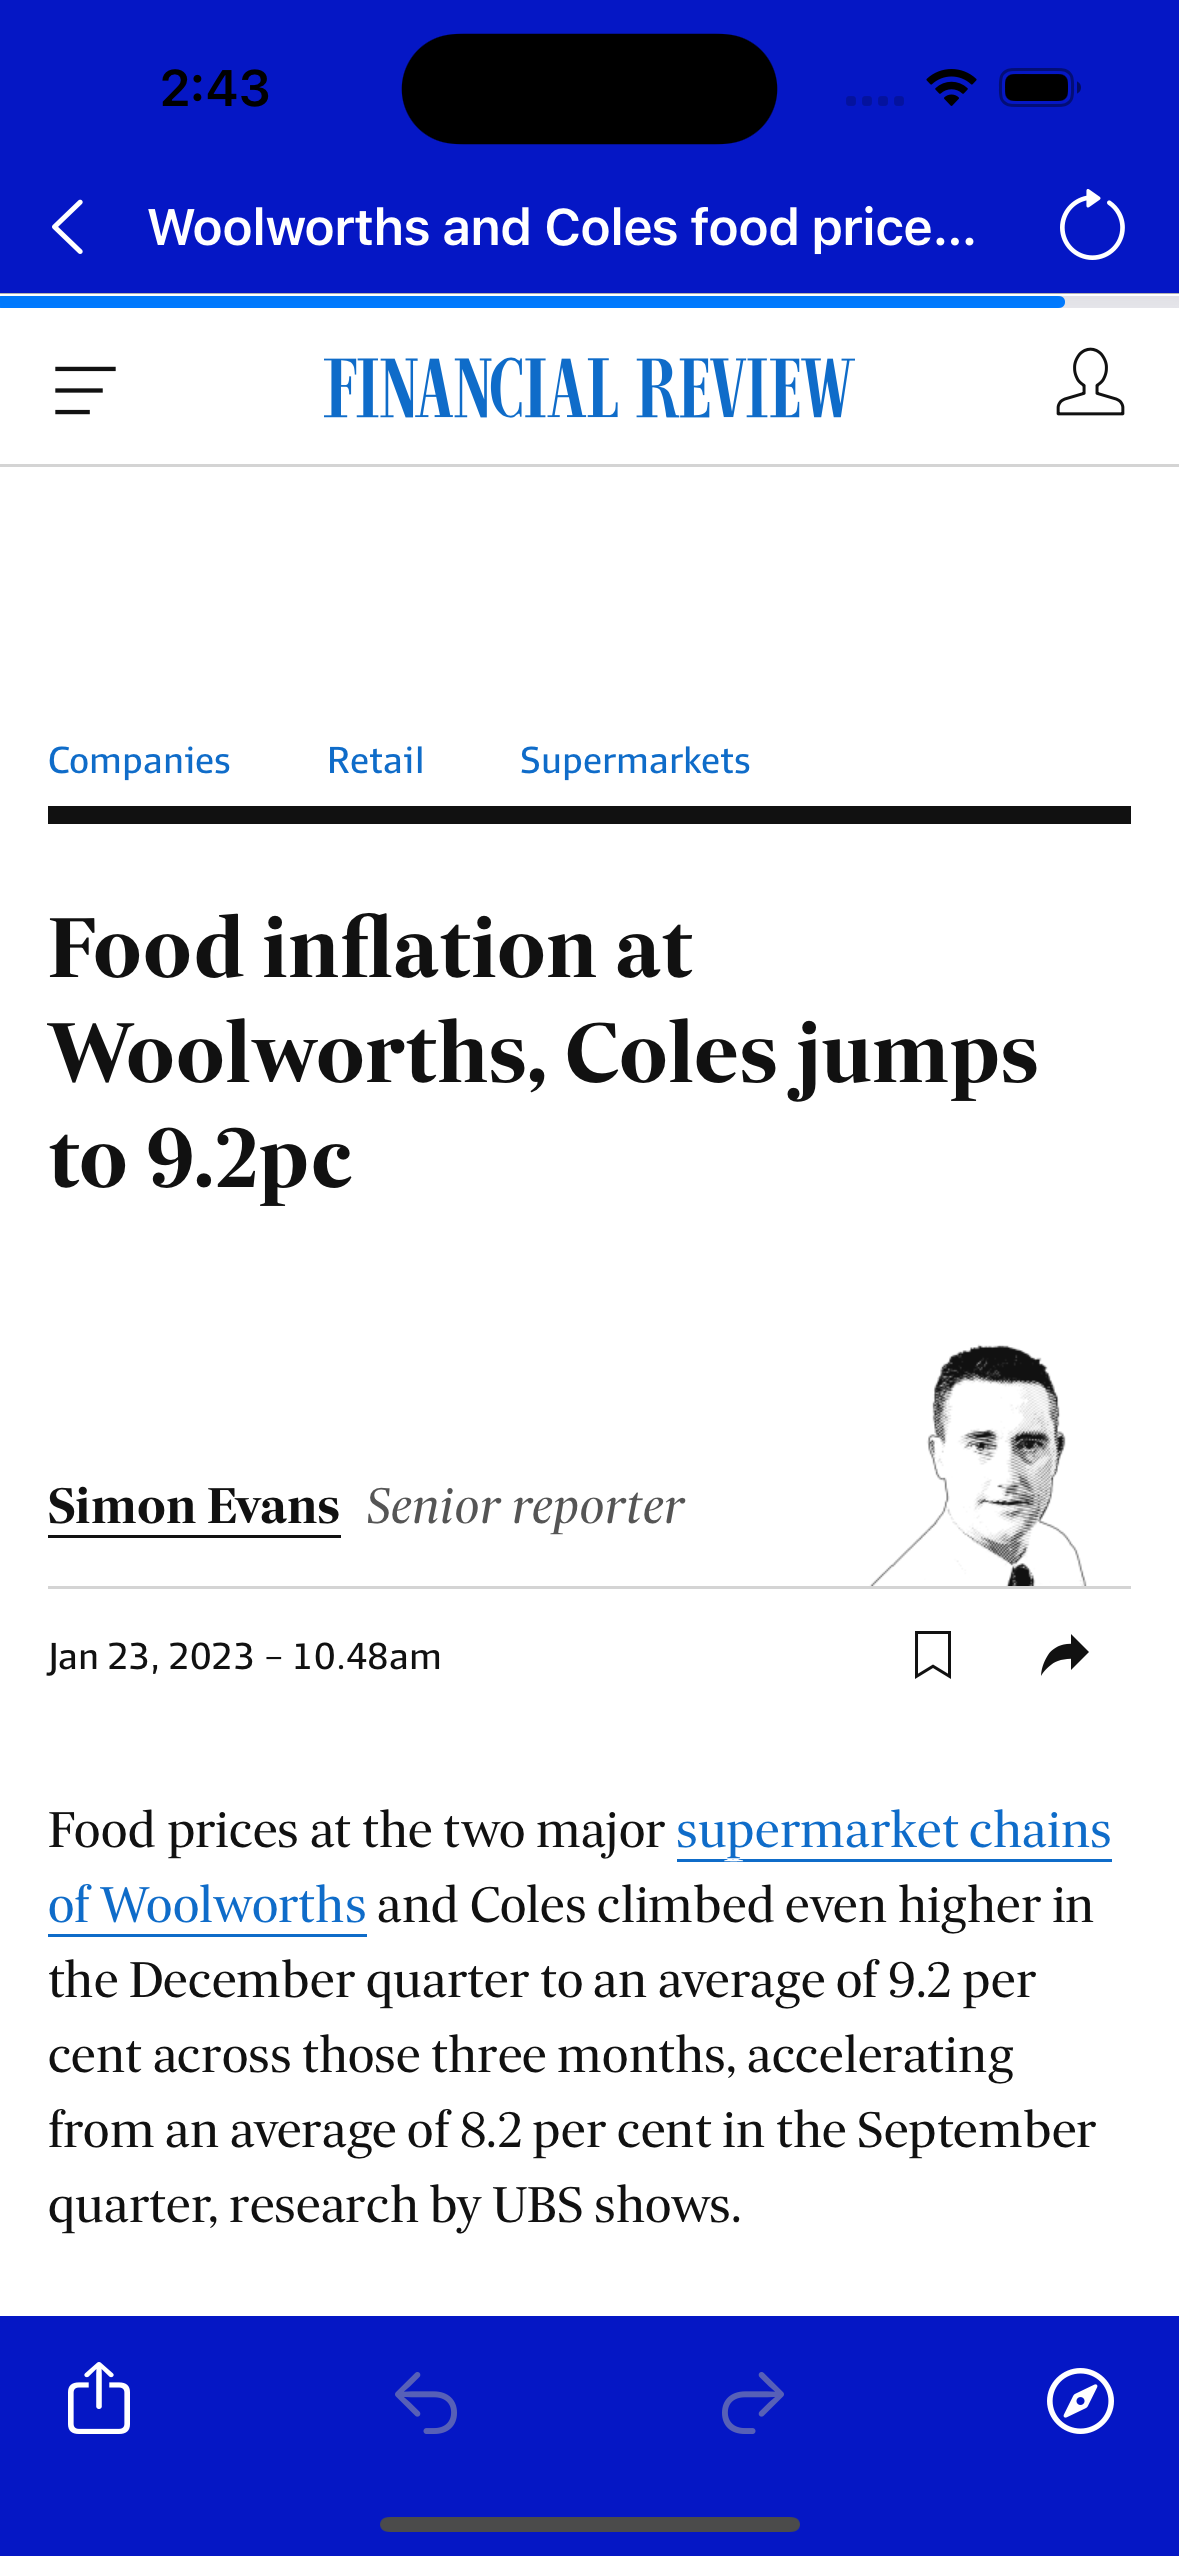 2:43
Woolworths and Coles food price...
FINANCIAL REVIEW
Companies Retail Supermarkets
Food inflation at
Woolworths, Coles jumps
to 9.2pc
Simon Evans Senior reporter
Jan 23, 2023 – 10.48am
Food prices at the two major supermarket chains
of Woolworths and Coles climbed even higher in
the December quarter to an average of 9.2 per
cent across those three months, accelerating
from an average of 8.2 per cent in the September
quarter, research by UBS shows.